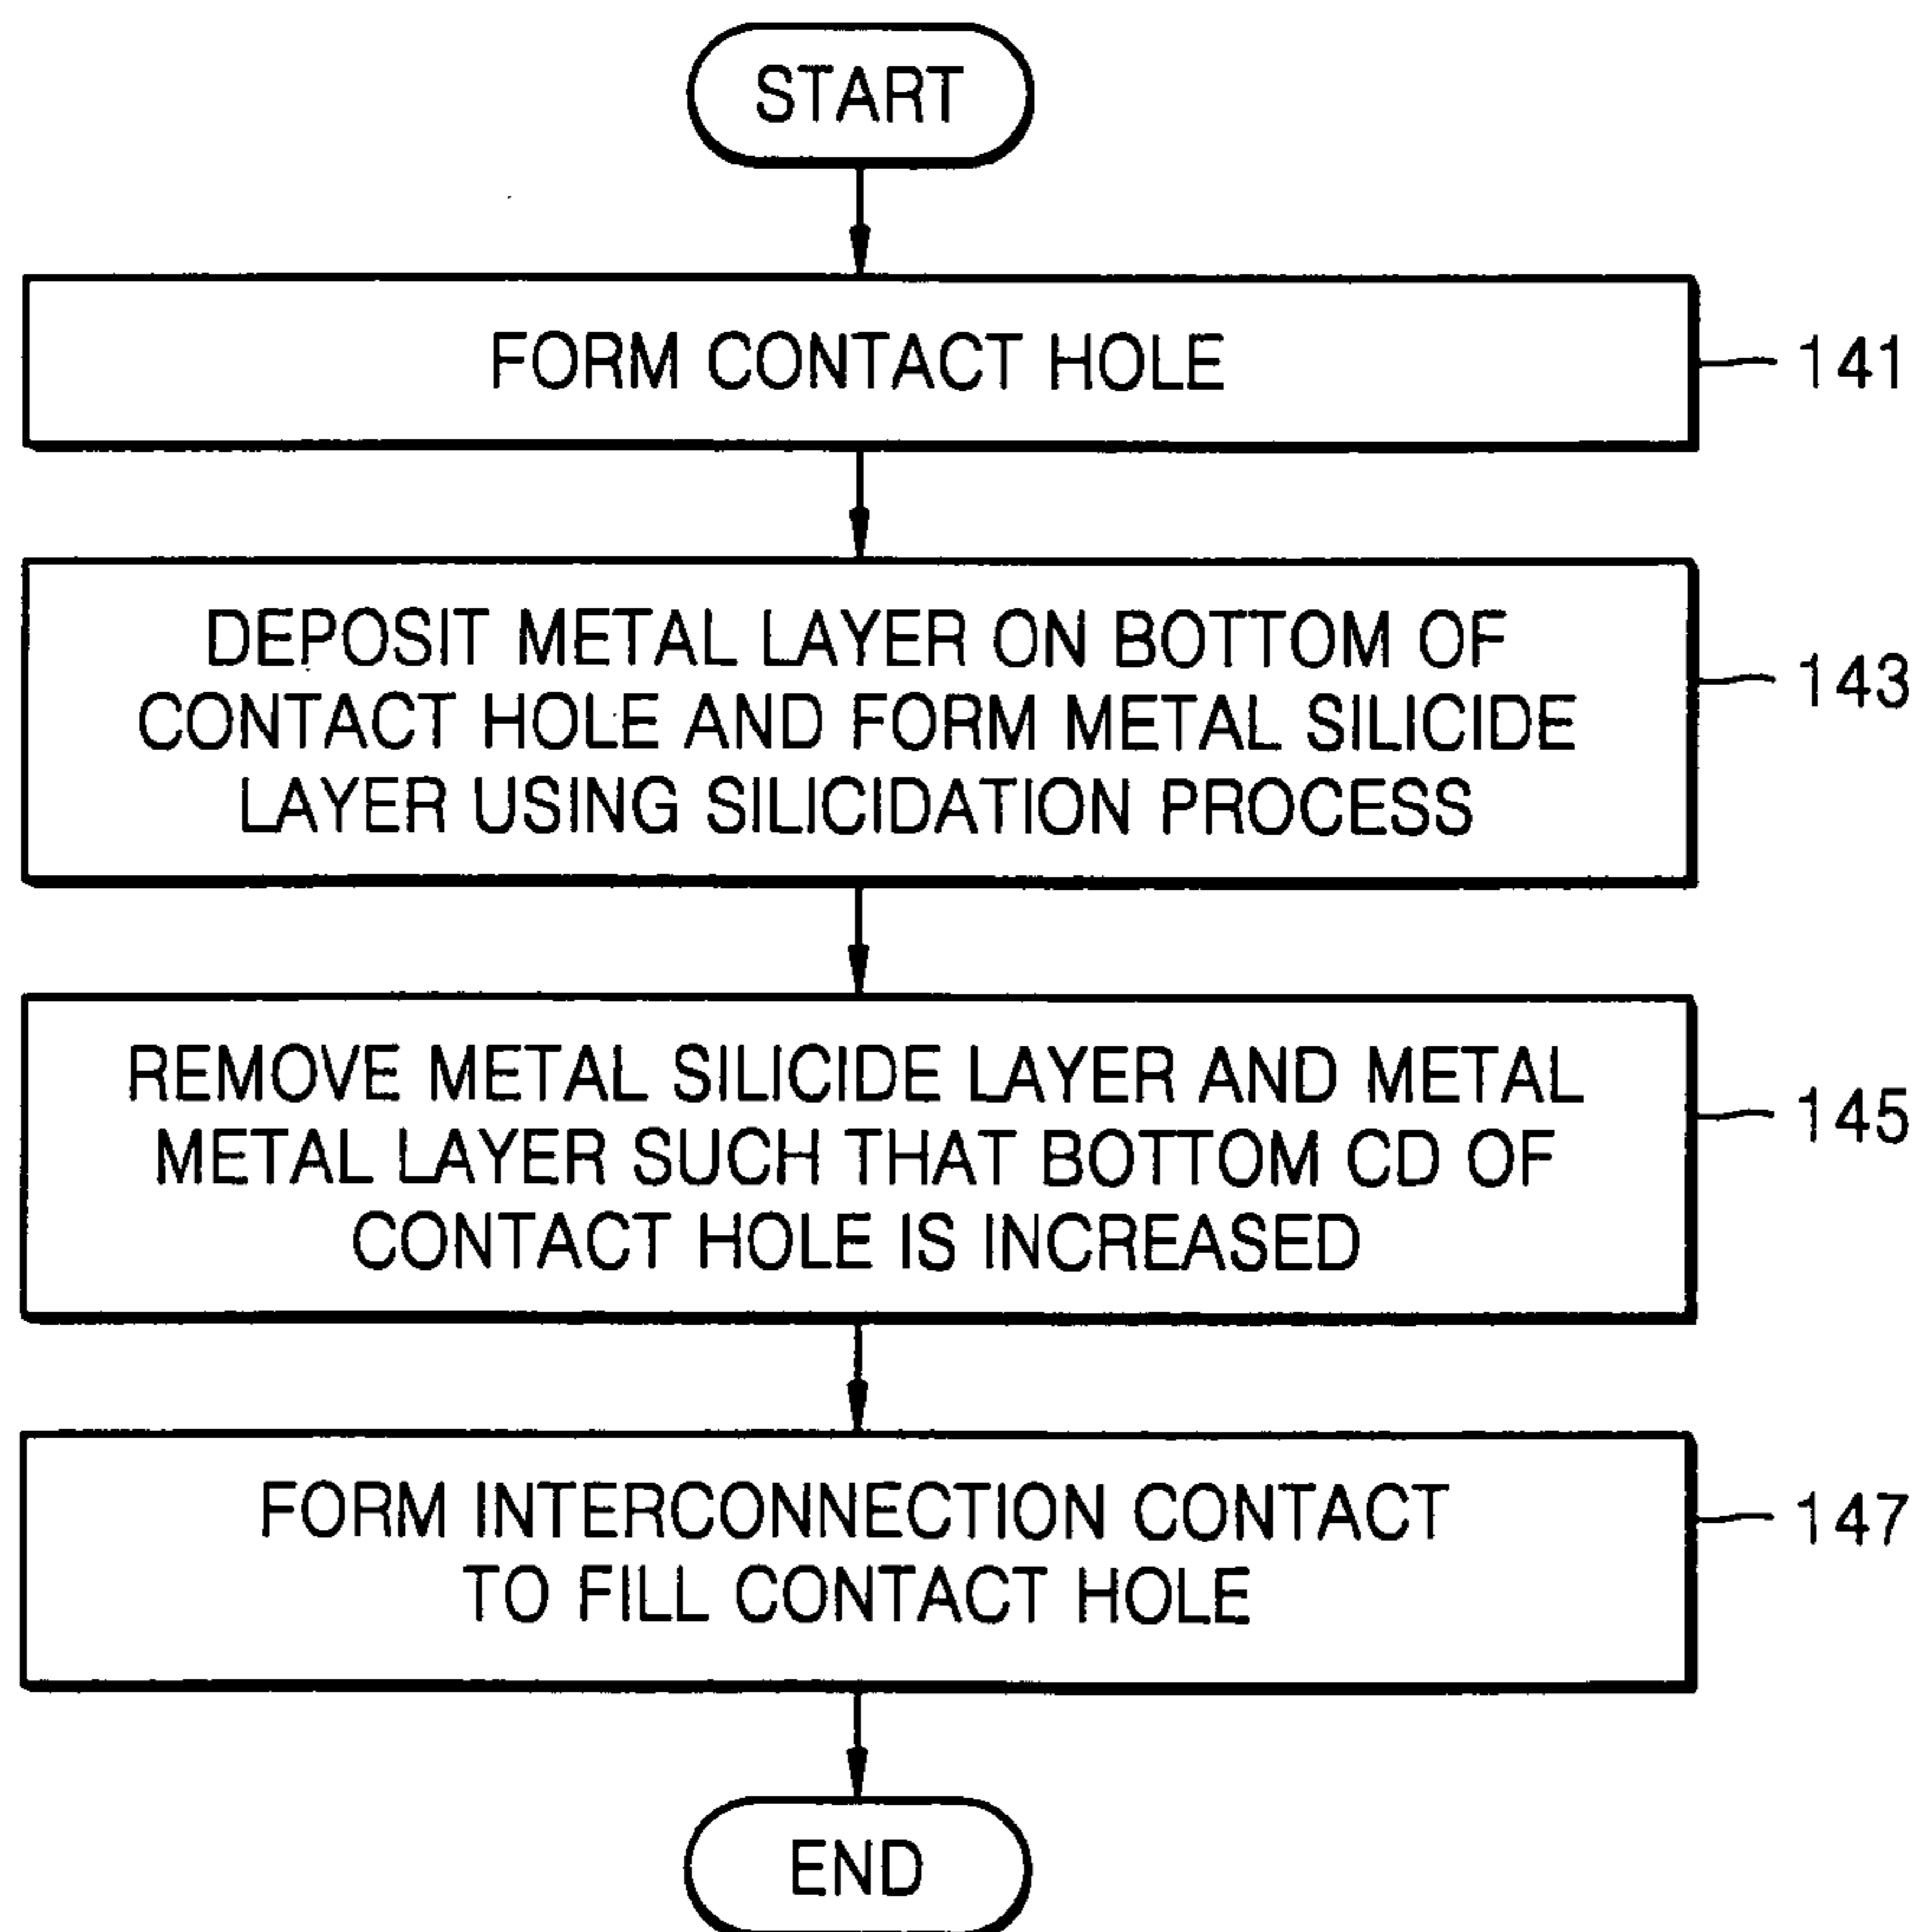 START
FORM CONTACT HOLE
141
DEPOSIT METAL LAYER ON BOTTOM OF
CONTACT HOLE AND FORM METAL SILICIDE
LAYER USING SILICIDATION PROCESS
143
REMOVE METAL SILICIDE LAYER AND METAL
METAL LAYER SUCH THAT BOTTOM CD OF
CONTACT HOLE IS INCREASED
145
FORM INTERCONNECTION CONTACT
TO FILL CONTACT HOLE
147
END